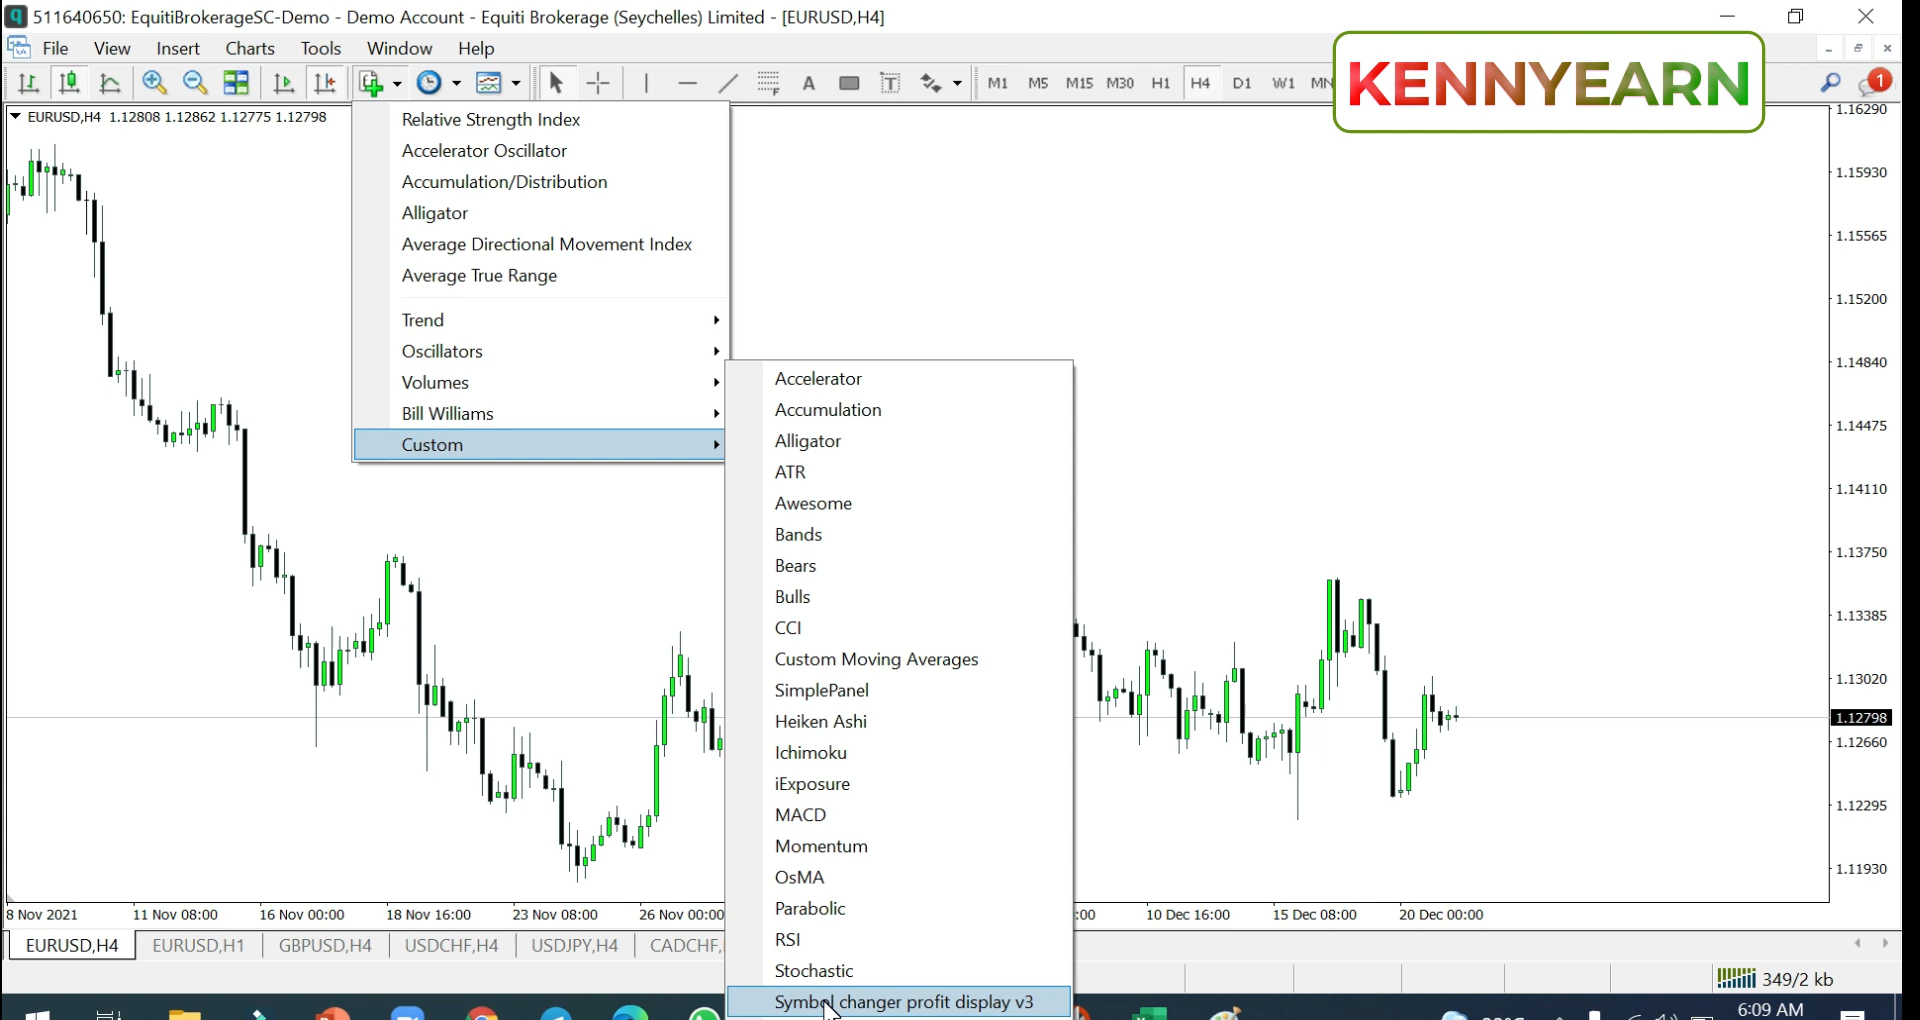 511640650: EquitiBrokerageSC-Demo - Demo Account - Equiti Brokerage (Seychelles) Limited - [EURUSD,H4]
File View Insert Charts Tools Window Help
KENNYEARN
A T M1 M5 M15 M30 H1 H4 D1 W1 MN 1
EURUSD,H4 1.12808 1.12862 1.12775 1.12798
Relative Strength Index
Accelerator Oscillator
Accumulation/Distribution
Alligator
Average Directional Movement Index
Average True Range
Trend
Oscillators
Volumes
Bill Williams
Custom
Accelerator
Accumulation
Alligator
ATR
Awesome
Bands
Bears
Bulls
CCI
Custom Moving Averages
SimplePanel
Heiken Ashi
Ichimoku
iExposure
MACD
Momentum
OsMA
Parabolic
RSI
Stochastic
Symbol changer profit display v3
1.16290
1.15930
1.15565
1.15200
1.14840
1.14475
1.14110
1.13750
1.13385
1.13020
1.12798
1.12660
1.12295
1.11930
8 Nov 2021 11 Nov 08:00 16 Nov 00:00 18 Nov 16:00 23 Nov 08:00 26 Nov 00:00 :00 10 Dec 16:00 15 Dec 08:00 20 Dec 00:00
EURUSD,H4 EURUSD,H1 GBPUSD,H4 USDCHF,H4 USDJPY,H4 CADCHF,
349/2 kb
6:09 AM